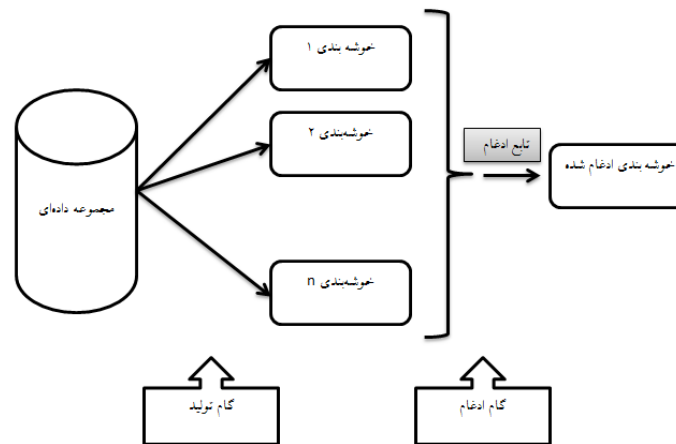 خوشه بندی ۱
خوشه‌بندی ۲
خوشه‌بندی n
مجموعه داده‌ای
تابع ادغام
خوشه بندی ادغام شده
گام تولید
گام ادغام